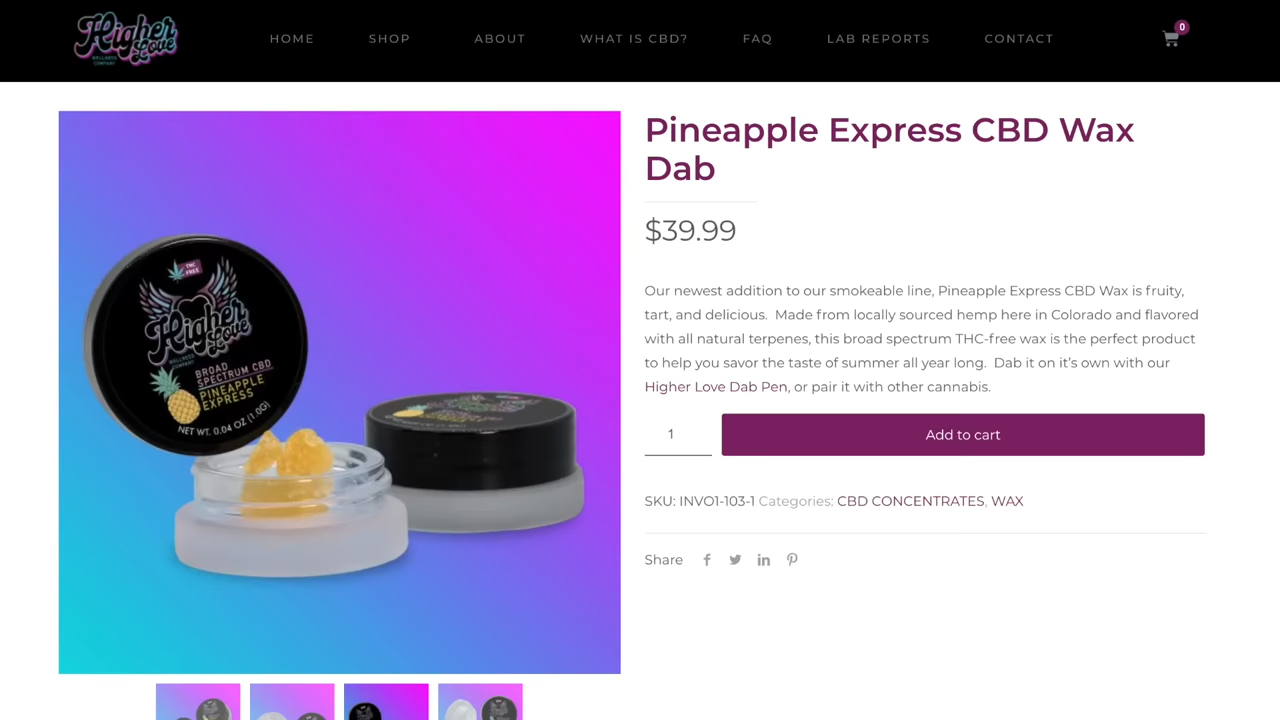 Higher Love
WELLNESS
COMPANY
HOME
SHOP
ABOUT
WHAT IS CBD?
FAQ
LAB REPORTS
CONTACT
0
THC
FREE
Higher
Love
WELLNESS
COMPANY
BROAD
SPECTRUM CBD
PINEAPPLE
EXPRESS
NET WT. 0.04 OZ (1.0G)
Pineapple Express CBD Wax
Dab
$39.99
Our newest addition to our smokeable line, Pineapple Express CBD Wax is fruity,
tart, and delicious.  Made from locally sourced hemp here in Colorado and flavored
with all natural terpenes, this broad spectrum THC-free wax is the perfect product
to help you savor the taste of summer all year long.  Dab it on it’s own with our
Higher Love Dab Pen, or pair it with other cannabis.
1
Add to cart
SKU: INVO1-103-1 Categories: CBD CONCENTRATES, WAX
Share